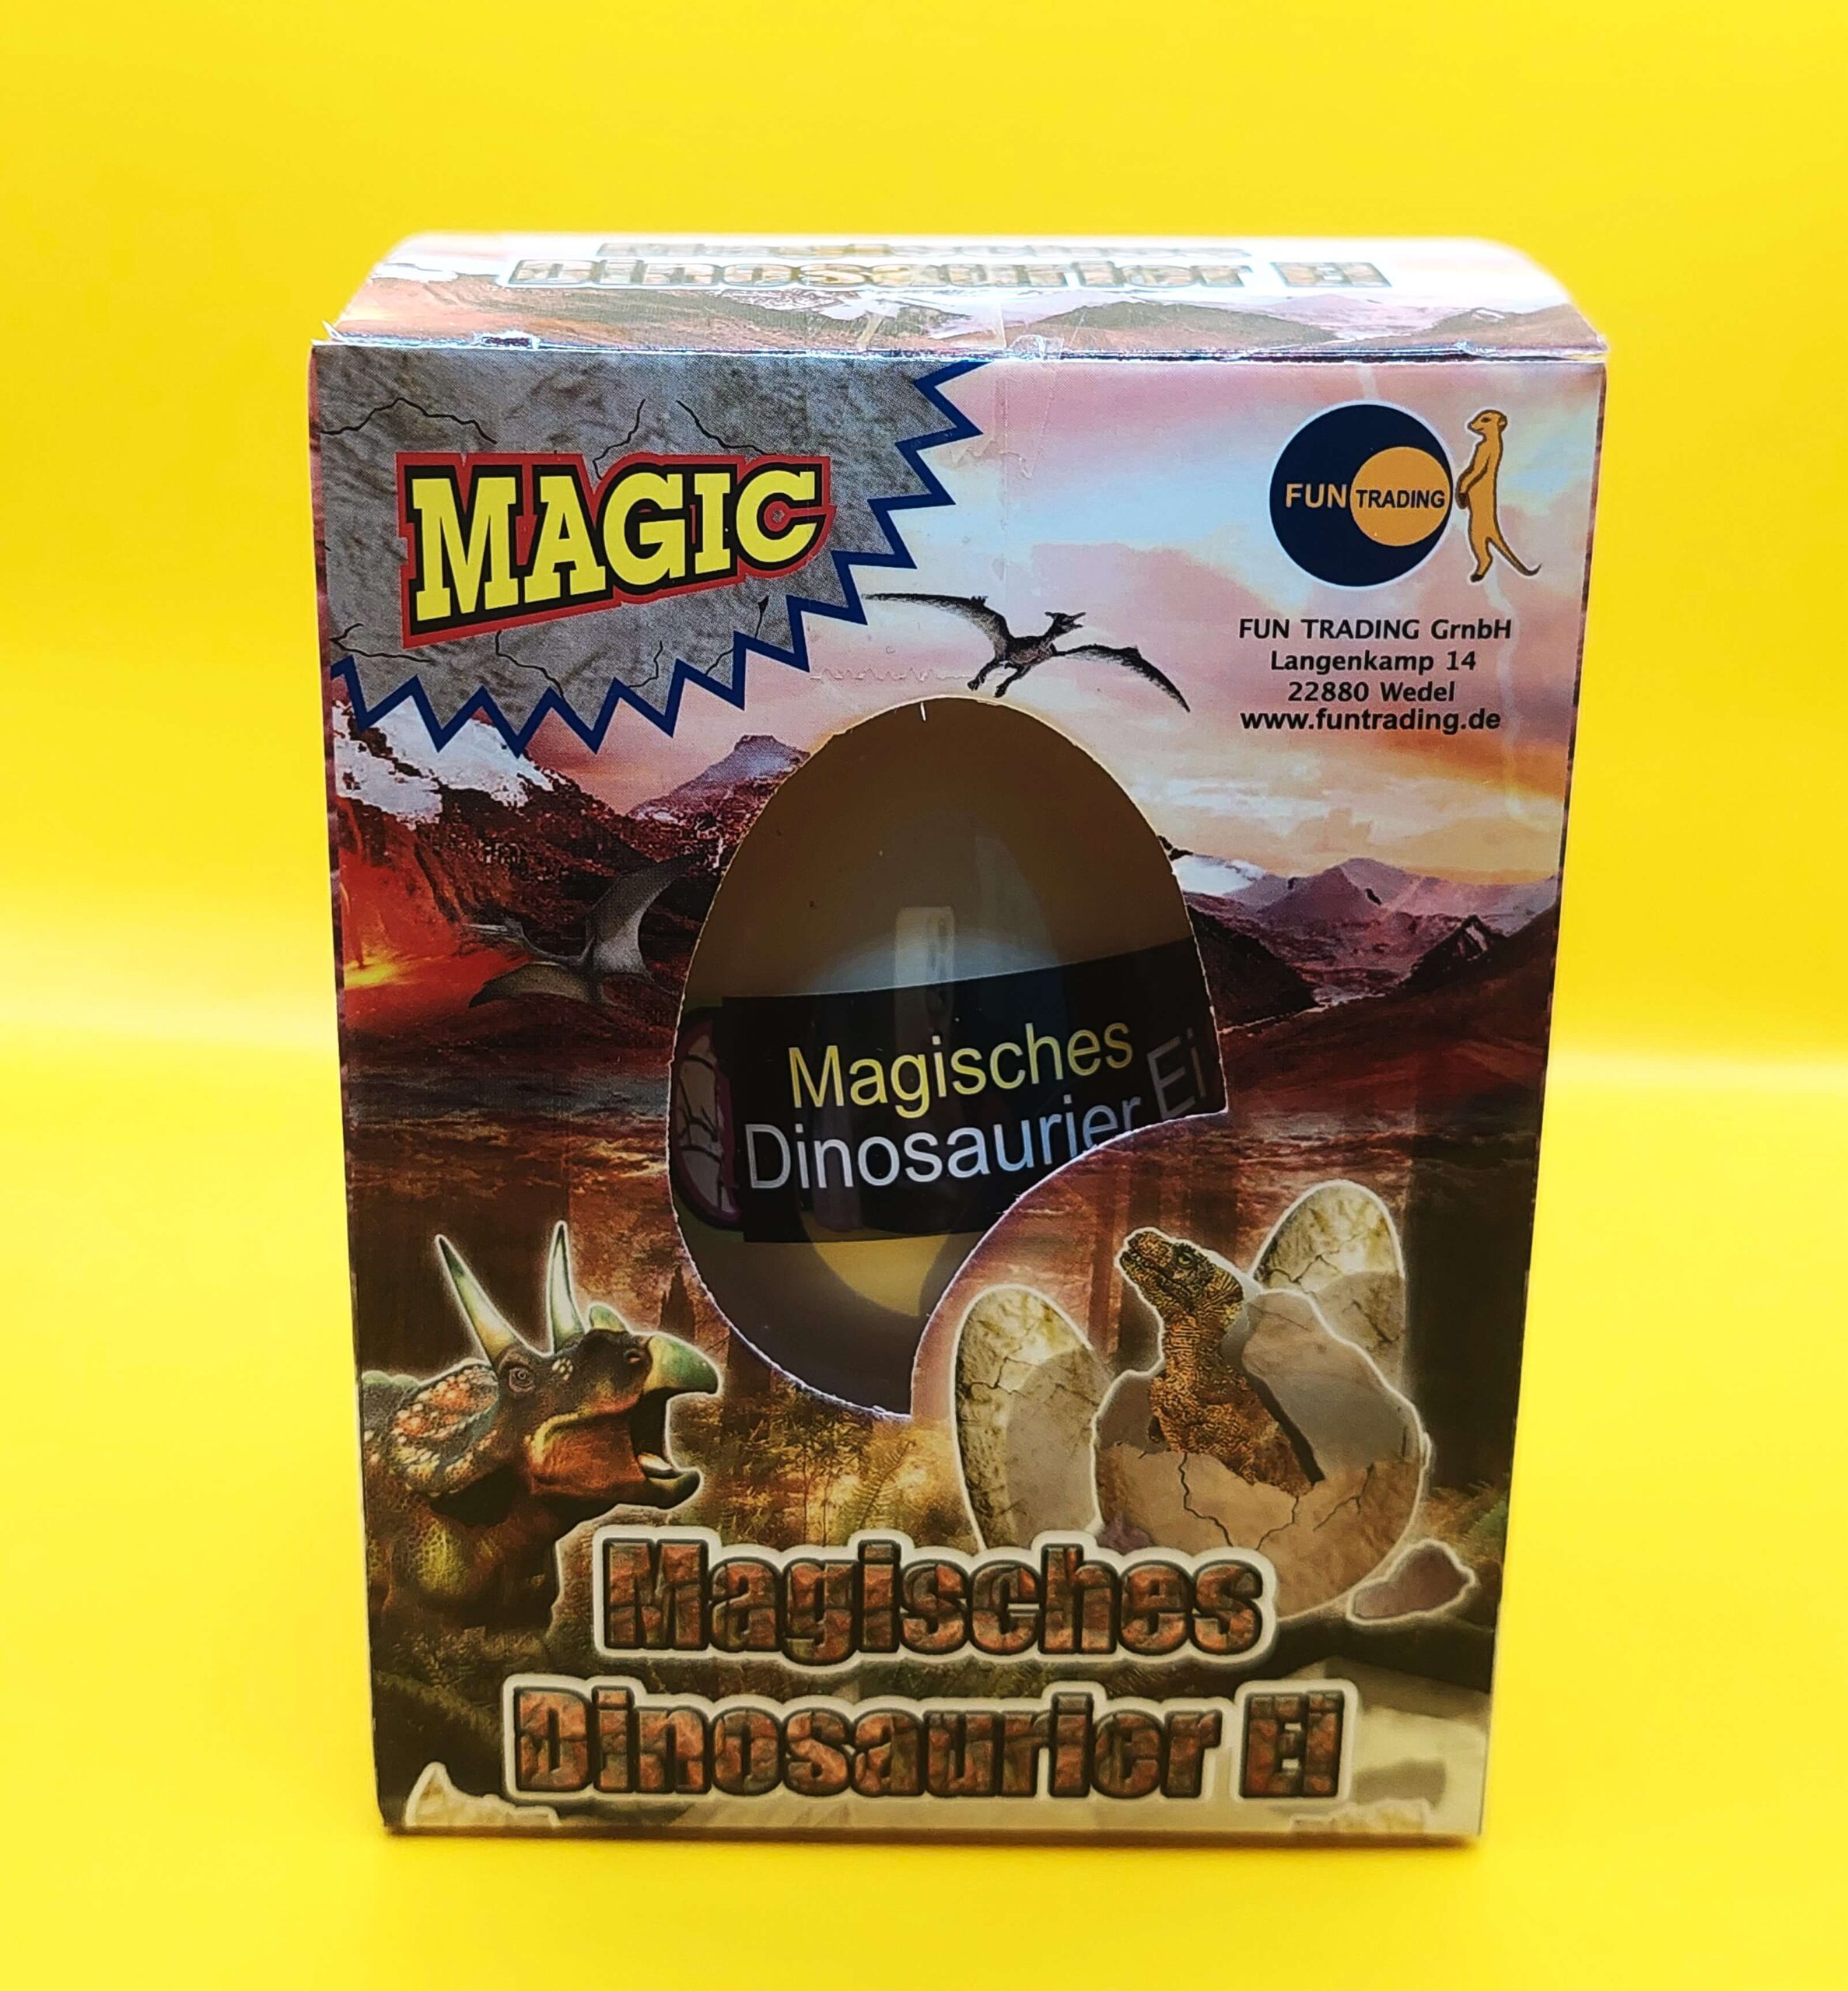 Magisches
Dinosaurier Ei
MAGIC
FUN TRADING
FUN TRADING GrnbH
Langenkamp 14
22880 Wedel
www.funtrading.de
Magisches
Dinosaurier Ei
Magisches
Dinosaurier Ei